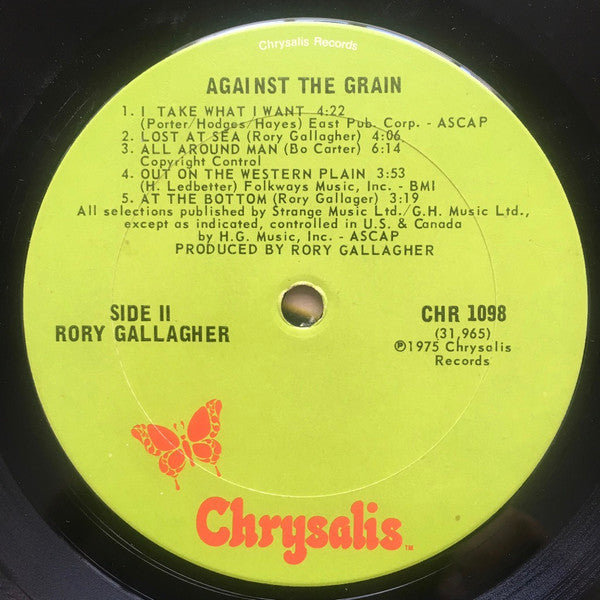 Chrysalis Records
AGAINST THE GRAIN
1. I TAKE WHAT I WANT 4:22
(Porter/Hodges/Hayes) East Pub. Corp. - ASCAP
2. LOST AT SEA (Rory Gallagher) 4:06
3. ALL AROUND MAN (Bo Carter) 6:14
Copyright Control
4. OUT ON THE WESTERN PLAIN 3:53
(H. Ledbetter) Folkways Music, Inc. - BMI
5. AT THE BOTTOM (Rory Gallager) 3:19
All selections published by Strange Music Ltd./G.H. Music Ltd.,
except as indicated, controlled in U.S. & Canada
by H.G. Music, Inc. - ASCAP
PRODUCED BY RORY GALLAGHER
SIDE II
RORY GALLAGHER
CHR 1098
(31,965)
℗1975 Chrysalis
Records
Chrysalis™